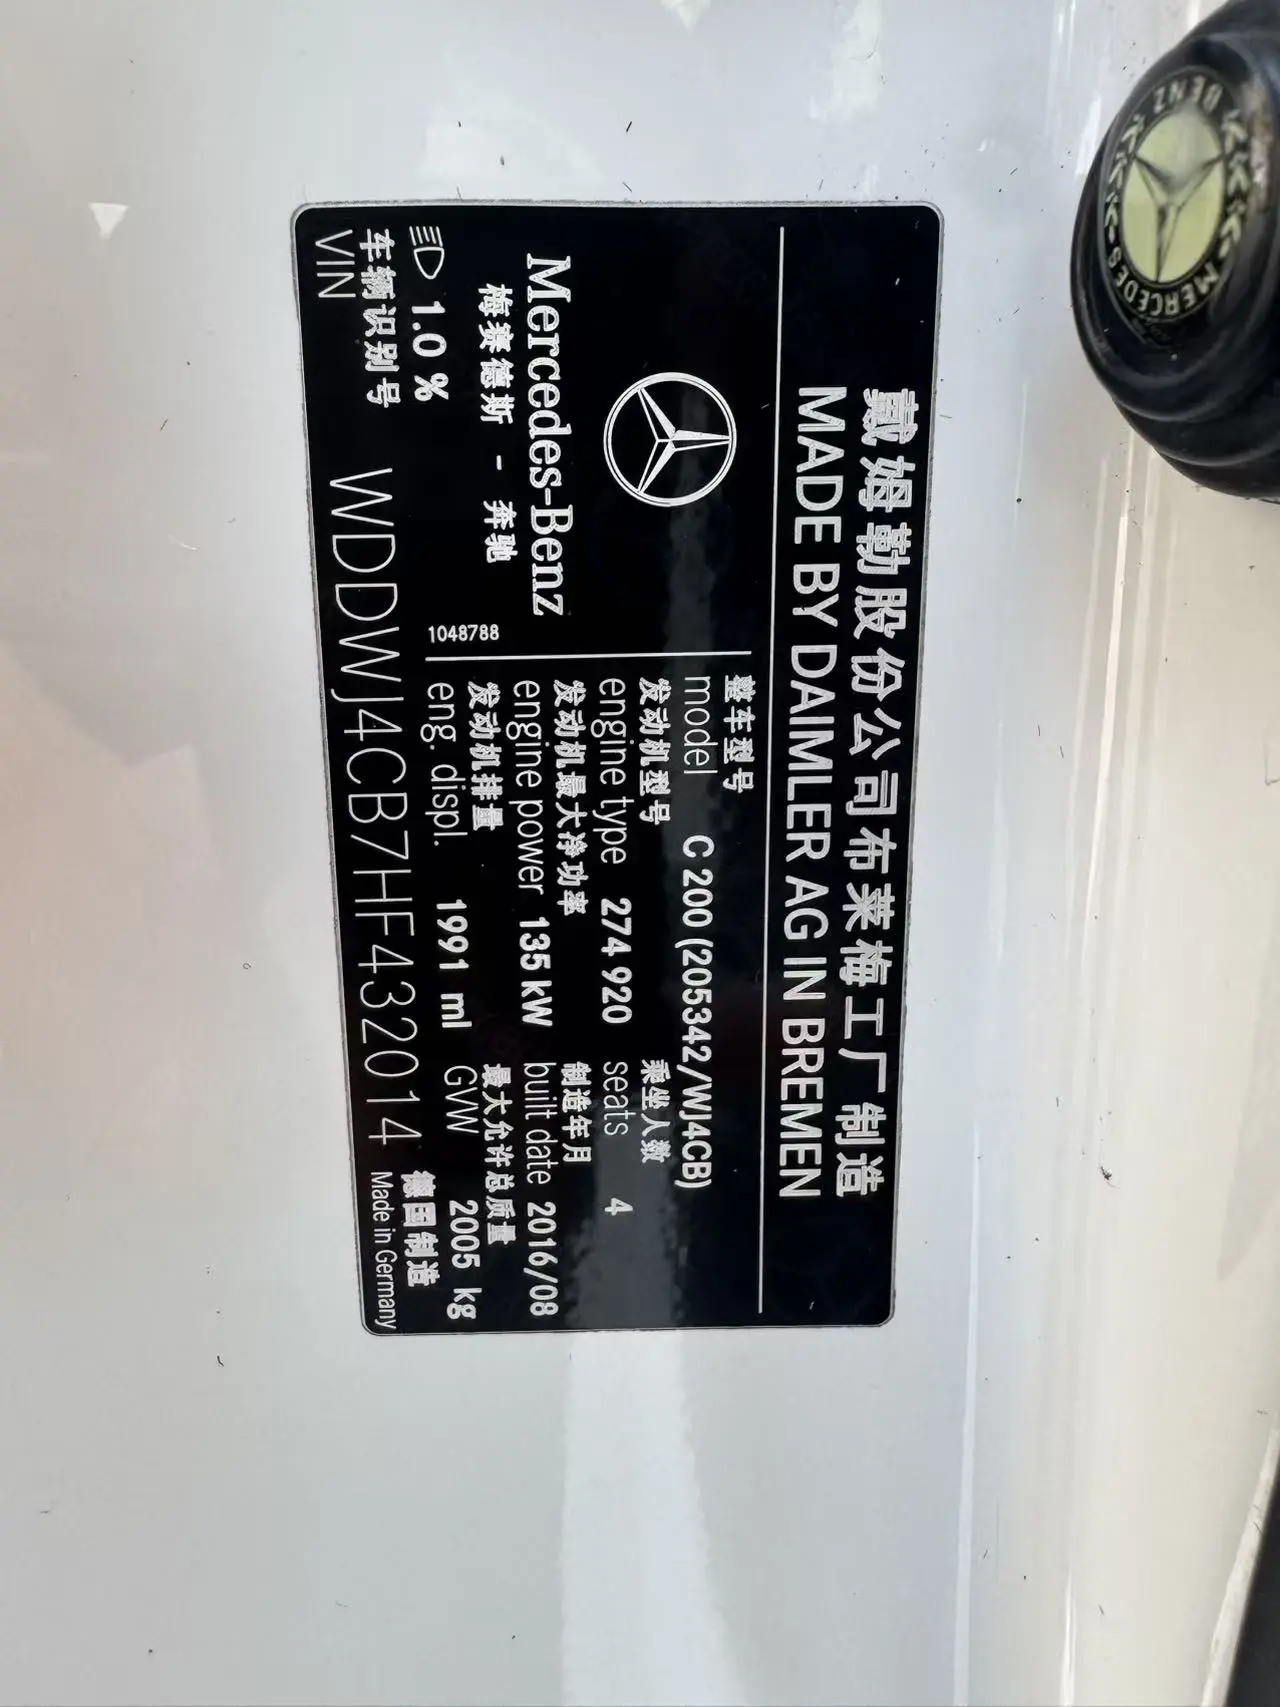 戴姆勒股份公司布莱梅工厂制造
MADE BY DAIMLER AG IN BREMEN
Mercedes-Benz
梅赛德斯 - 奔驰
1.0 %
1048788
整车型号
model C 200 (205342/WJ4CB)
发动机型号 乘坐人数
engine type 274 920 seats 4
发动机最大净功率 制造年月
engine power 135 kW built date 2016/08
发动机排量 最大允许总质量
eng. displ. 1991 ml GVW 2005 kg
车辆识别号
VIN WDDWJ4CB7HF432014
德国制造
Made in Germany
MERCEDES
BENZ